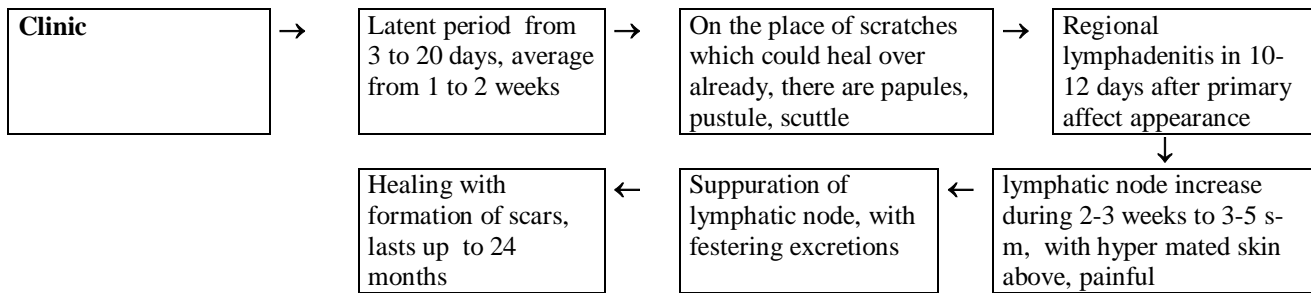 Clinic
→
Latent period from
3 to 20 days, average
from 1 to 2 weeks
→
On the place of scratches
which could heal over
already, there are papules,
pustule, scuttle
→
Regional
lymphadenitis in 10-
12 days after primary
affect appearance
↓
lymphatic node increase
during 2-3 weeks to 3-5 s-
m, with hyper mated skin
above, painful
←
Suppuration of
lymphatic node, with
festering excretions
←
Healing with
formation of scars,
lasts up to 24
months